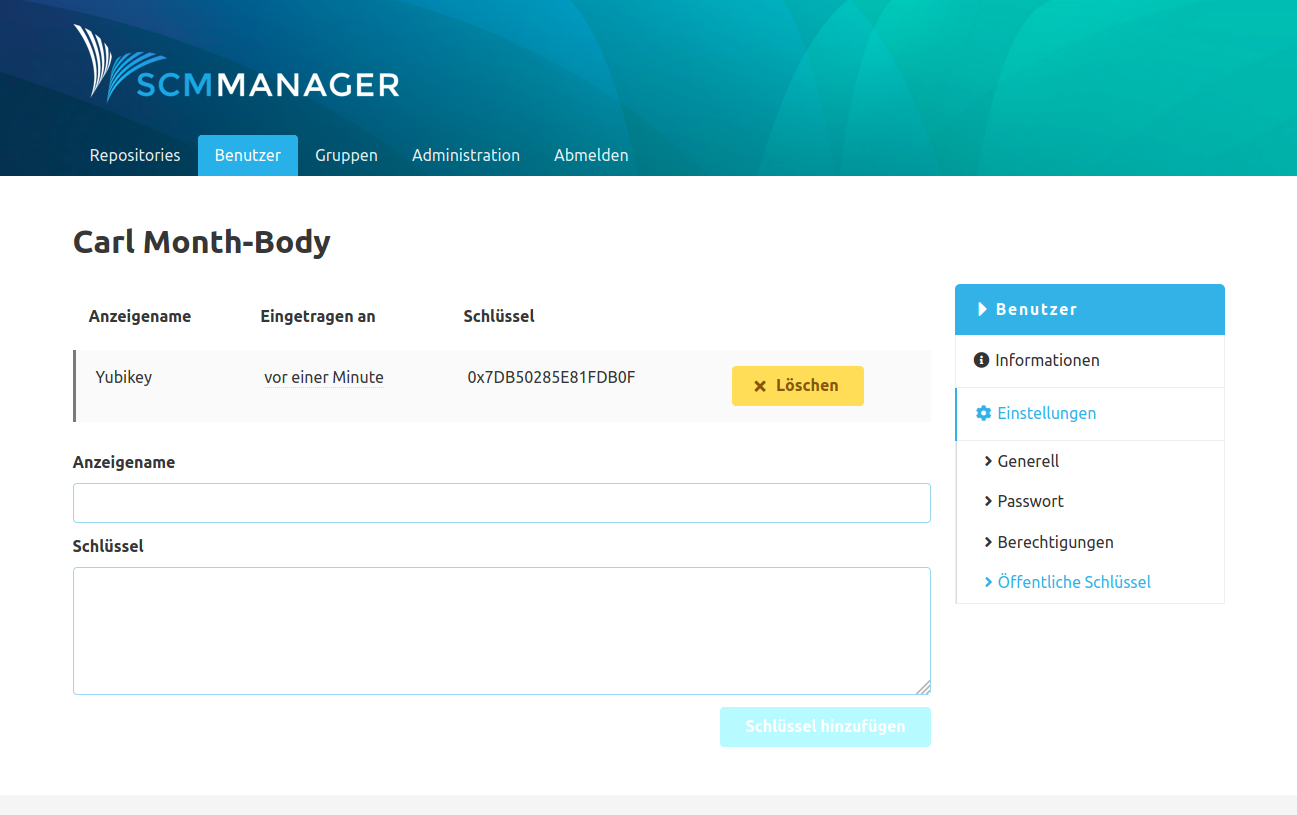 SCMMANAGER
Repositories Benutzer Gruppen Administration Abmelden
Carl Month-Body
Anzeigename Eingetragen an Schlüssel
Yubikey vor einer Minute 0x7DB50285E81FDB0F Löschen
Anzeigename
Schlüssel
Schlüssel hinzufügen
Benutzer
Informationen
Einstellungen
Generell
Passwort
Berechtigungen
Öffentliche Schlüssel